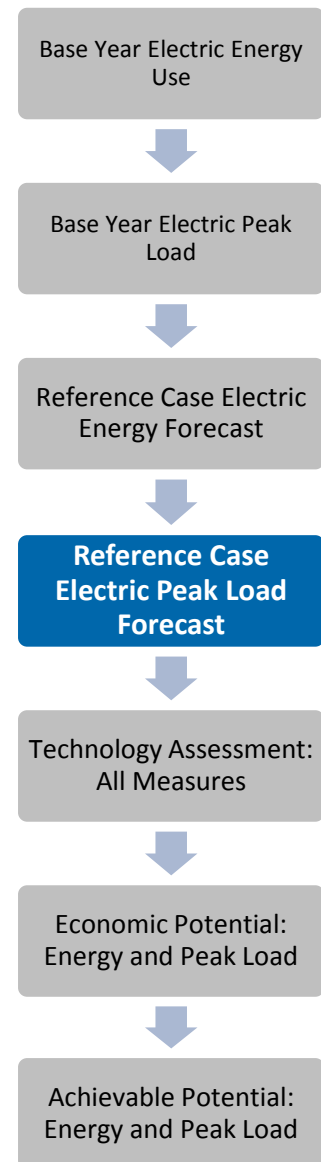 Base Year Electric Energy
Use
Base Year Electric Peak
Load
Reference Case Electric
Energy Forecast
Reference Case
Electric Peak Load
Forecast
Technology Assessment:
All Measures
Economic Potential:
Energy and Peak Load
Achievable Potential:
Energy and Peak Load